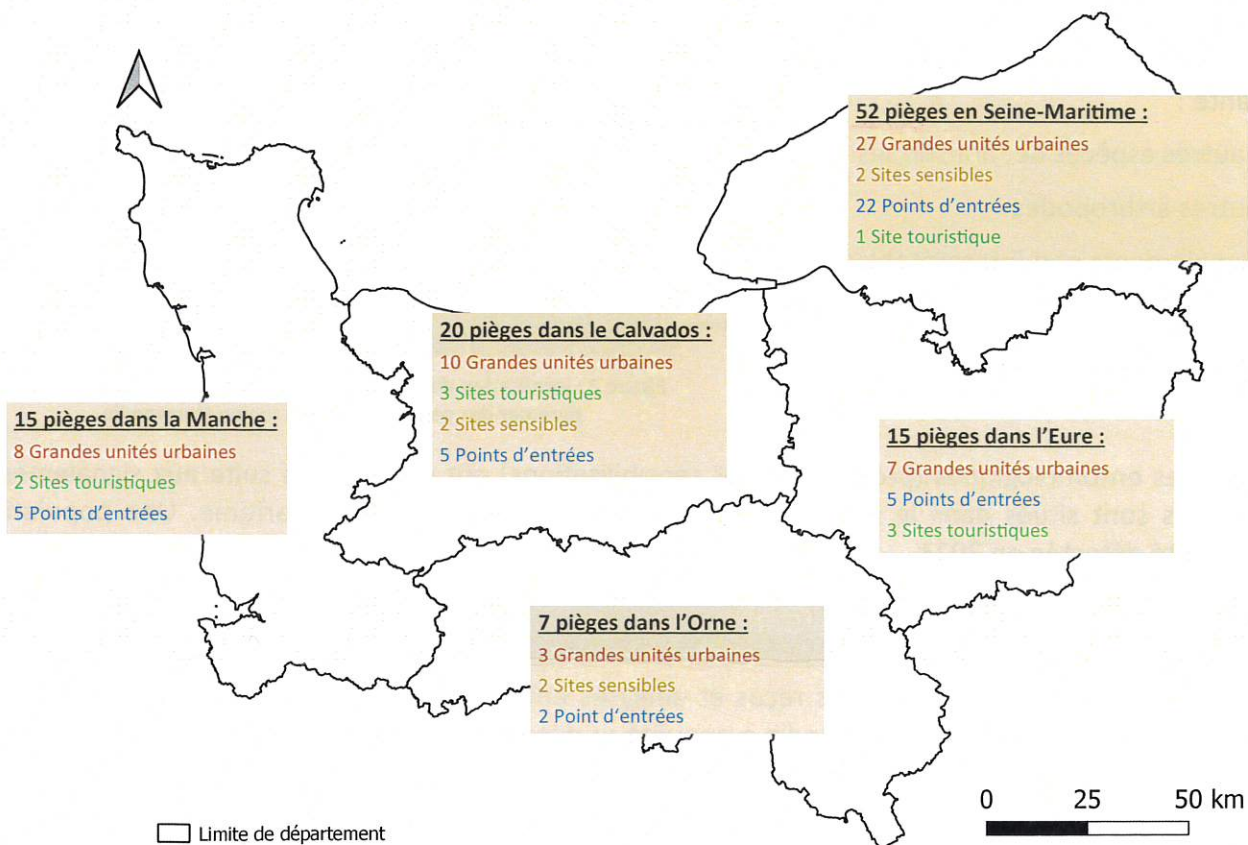 52 pièges en Seine-Maritime :
27 Grandes unités urbaines
2 Sites sensibles
22 Points d'entrées
1 Site touristique
20 pièges dans le Calvados :
10 Grandes unités urbaines
3 Sites touristiques
2 Sites sensibles
5 Points d'entrées
15 pièges dans la Manche :
8 Grandes unités urbaines
2 Sites touristiques
5 Points d'entrées
15 pièges dans l'Eure :
7 Grandes unités urbaines
5 Points d'entrées
3 Sites touristiques
7 pièges dans l'Orne :
3 Grandes unités urbaines
2 Sites sensibles
2 Point d'entrées
0 25 50 km
Limite de département